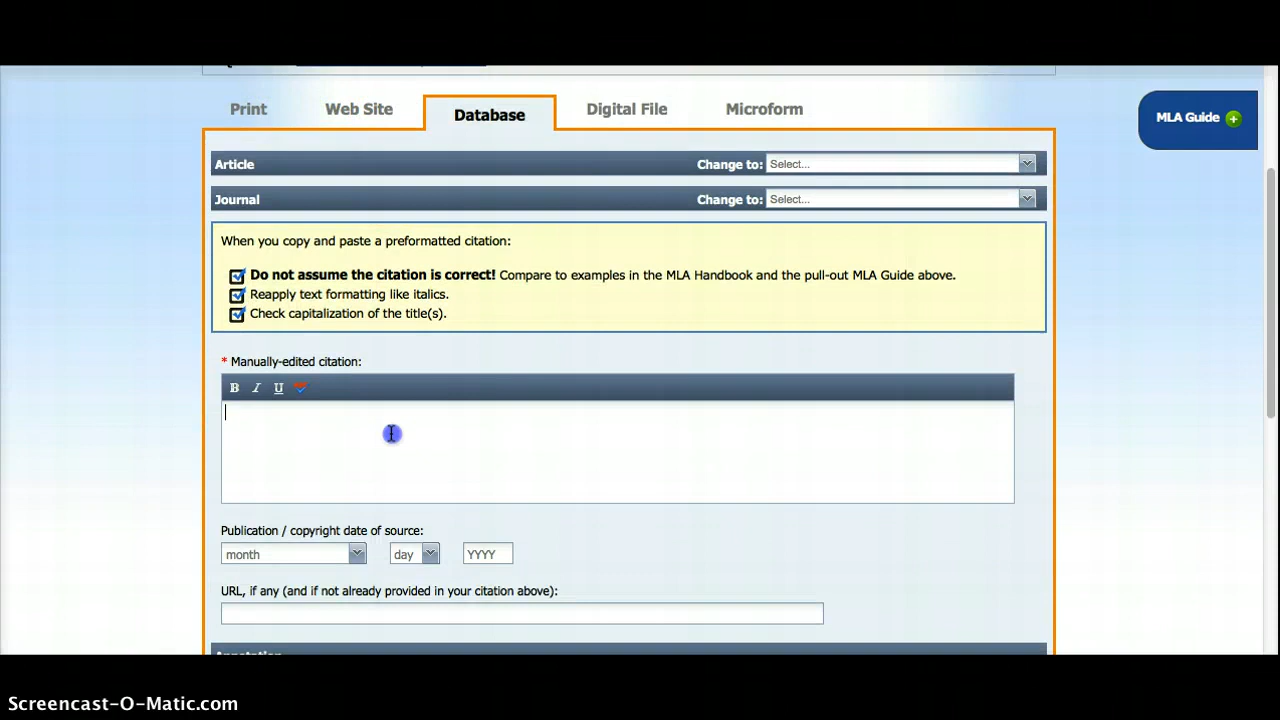 Print Web Site Database Digital File Microform
MLA Guide
Article Change to: Select...
Journal Change to: Select...
When you copy and paste a preformatted citation:
Do not assume the citation is correct! Compare to examples in the MLA Handbook and the pull-out MLA Guide above.
Reapply text formatting like italics.
Check capitalization of the title(s).
* Manually-edited citation:
B I U
Publication / copyright date of source:
month day YYYY
URL, if any (and if not already provided in your citation above):
Screencast-O-Matic.com